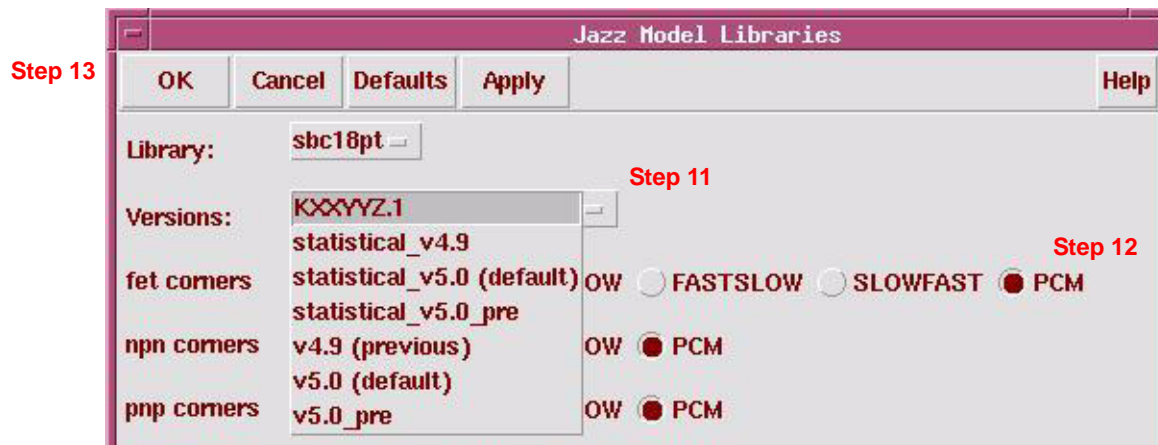 Jazz Model Libraries
Step 13
OK Cancel Defaults Apply Help
Library: sbc18pt
Step 11
Versions: KXXYYZ.1
statistical_v4.9
Step 12
fet corners statistical_v5.0 (default) OW FASTSLOW SLOWFAST PCM
statistical_v5.0_pre
npn corners v4.9 (previous) OW PCM
v5.0 (default)
pnp corners v5.0_pre OW PCM